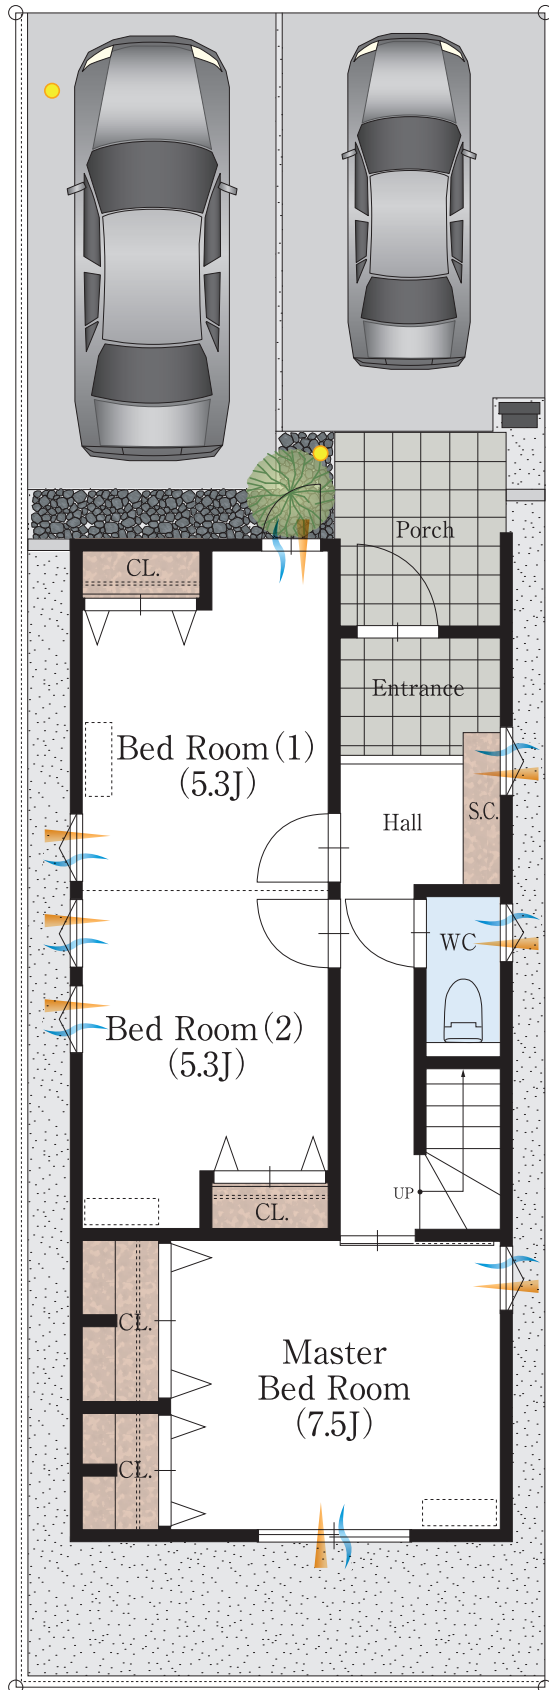 Porch
CL.
Entrance
Bed Room(1)
(5.3J)
S.C.
Hall
WC
Bed Room(2)
(5.3J)
UP
CL.
CL.
Master
Bed Room
(7.5J)
CL.